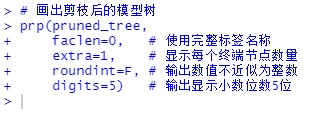 > # 画出剪枝后的模型树
> prp(pruned_tree,
+     faclen=0,   # 使用完整标签名称
+     extra=1,    # 显示每个终端节点数量
+     roundint=F, # 输出数值不近似为整数
+     digits=5)   # 输出显示小数位数5位
>